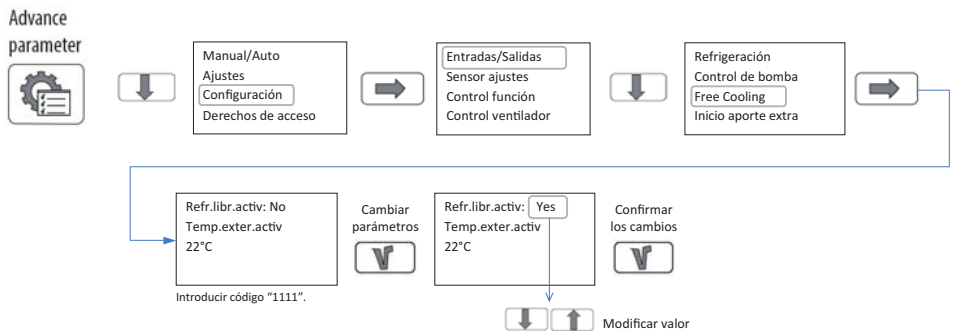 Advance
parameter
Manual/Auto
Ajustes
Configuración
Derechos de acceso
Entradas/Salidas
Sensor ajustes
Control función
Control ventilador
Refrigeración
Control de bomba
Free Cooling
Inicio aporte extra
Refr.libr.activ: No
Temp.exter.activ
22°C
Introducir código “1111”.
Cambiar
parámetros
Refr.libr.activ: Yes
Temp.exter.activ
22°C
Confirmar
los cambios
Modificar valor